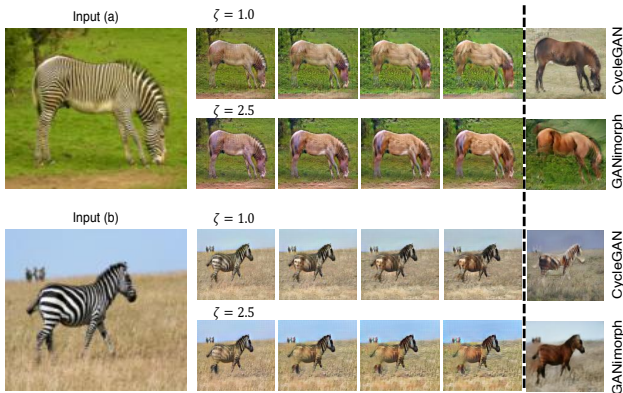 Input (a)
ζ = 1.0
CycleGAN
ζ = 2.5
GANimorph
Input (b)
ζ = 1.0
CycleGAN
ζ = 2.5
GANimorph